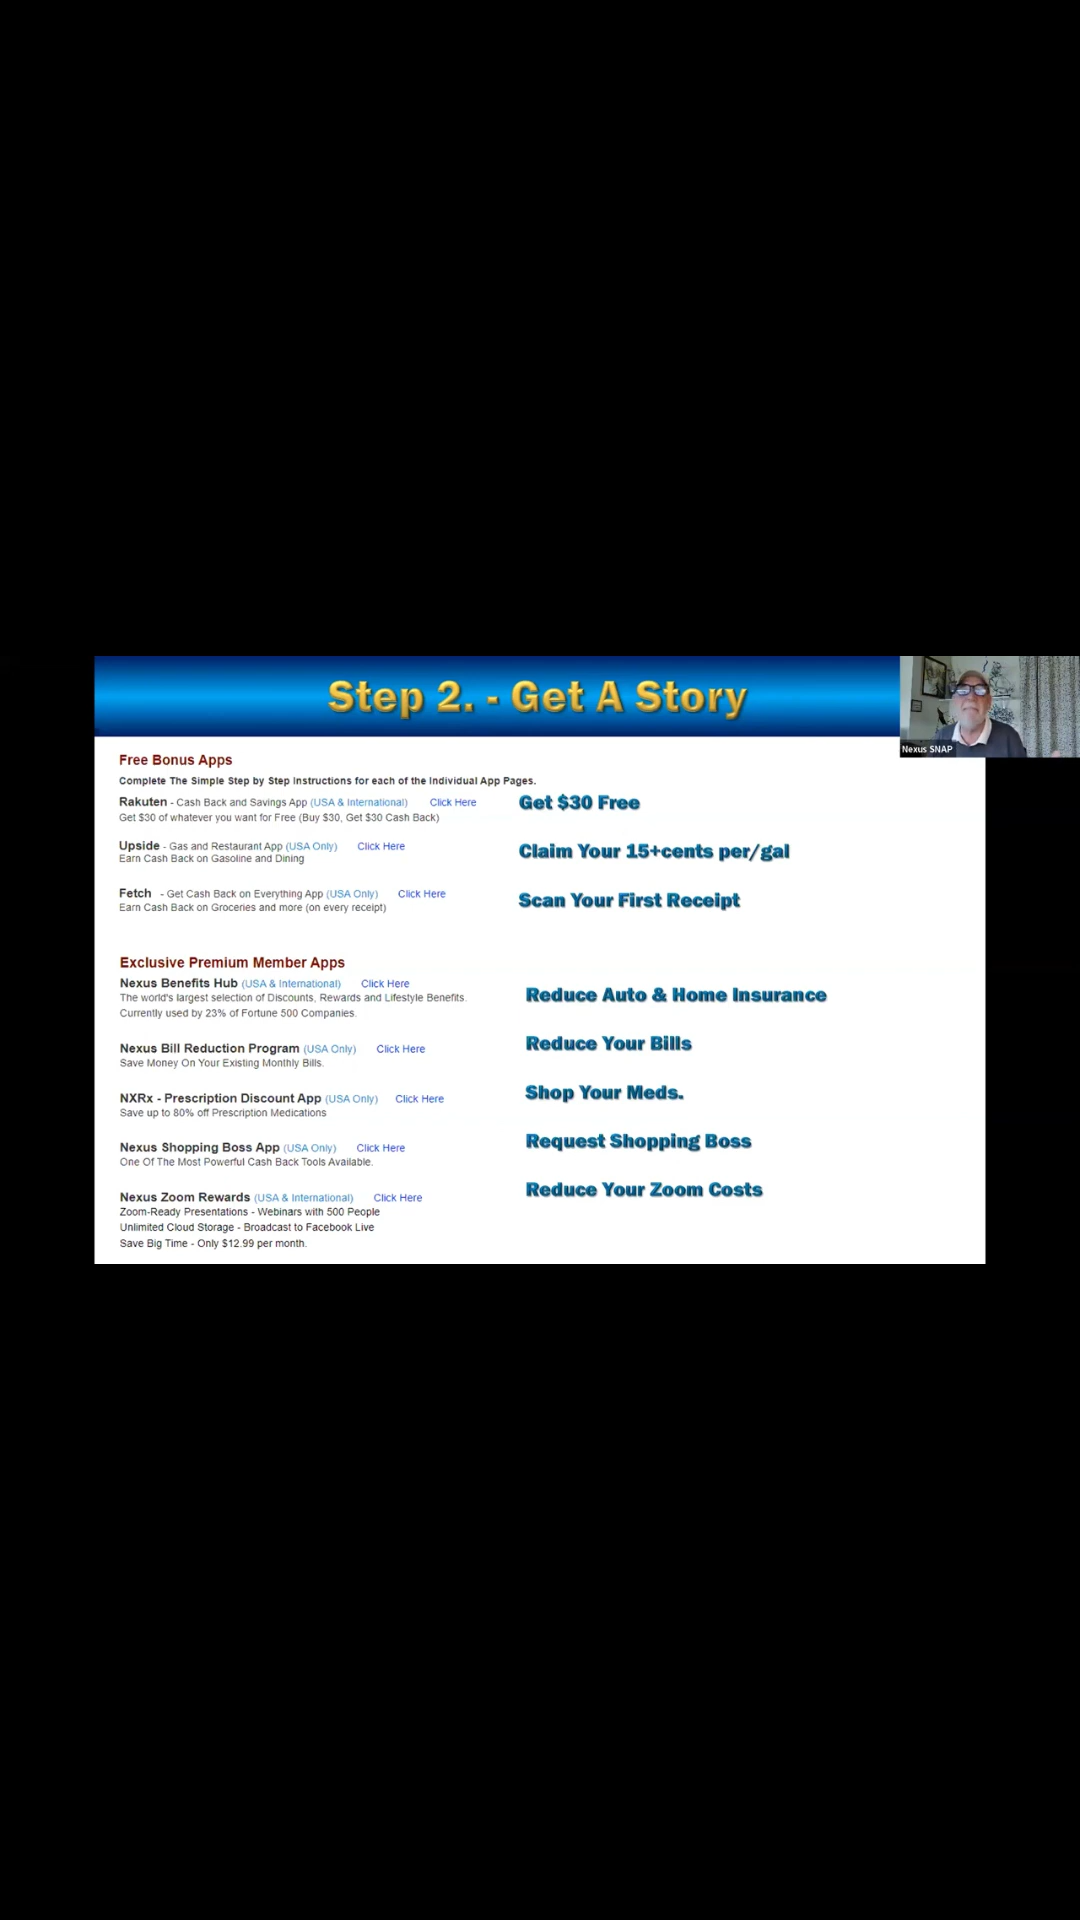 Step 2. - Get A Story
Nexus SNAP
Free Bonus Apps
Complete The Simple Step by Step Instructions for each of the Individual App Pages.
Rakuten - Cash Back and Savings App (USA & International) Click Here
Get $30 of whatever you want for Free (Buy $30, Get $30 Cash Back)
Get $30 Free
Upside - Gas and Restaurant App (USA Only) Click Here
Earn Cash Back on Gasoline and Dining
Claim Your 15+cents per/gal
Fetch - Get Cash Back on Everything App (USA Only) Click Here
Earn Cash Back on Groceries and more (on every receipt)
Scan Your First Receipt
Exclusive Premium Member Apps
Nexus Benefits Hub (USA & International) Click Here
The world's largest selection of Discounts, Rewards and Lifestyle Benefits.
Currently used by 23% of Fortune 500 Companies.
Reduce Auto & Home Insurance
Nexus Bill Reduction Program (USA Only) Click Here
Save Money On Your Existing Monthly Bills.
Reduce Your Bills
NXRx - Prescription Discount App (USA Only) Click Here
Save up to 80% off Prescription Medications
Shop Your Meds.
Nexus Shopping Boss App (USA Only) Click Here
One Of The Most Powerful Cash Back Tools Available.
Request Shopping Boss
Nexus Zoom Rewards (USA & International) Click Here
Zoom-Ready Presentations - Webinars with 500 People
Unlimited Cloud Storage - Broadcast to Facebook Live
Save Big Time - Only $12.99 per month.
Reduce Your Zoom Costs